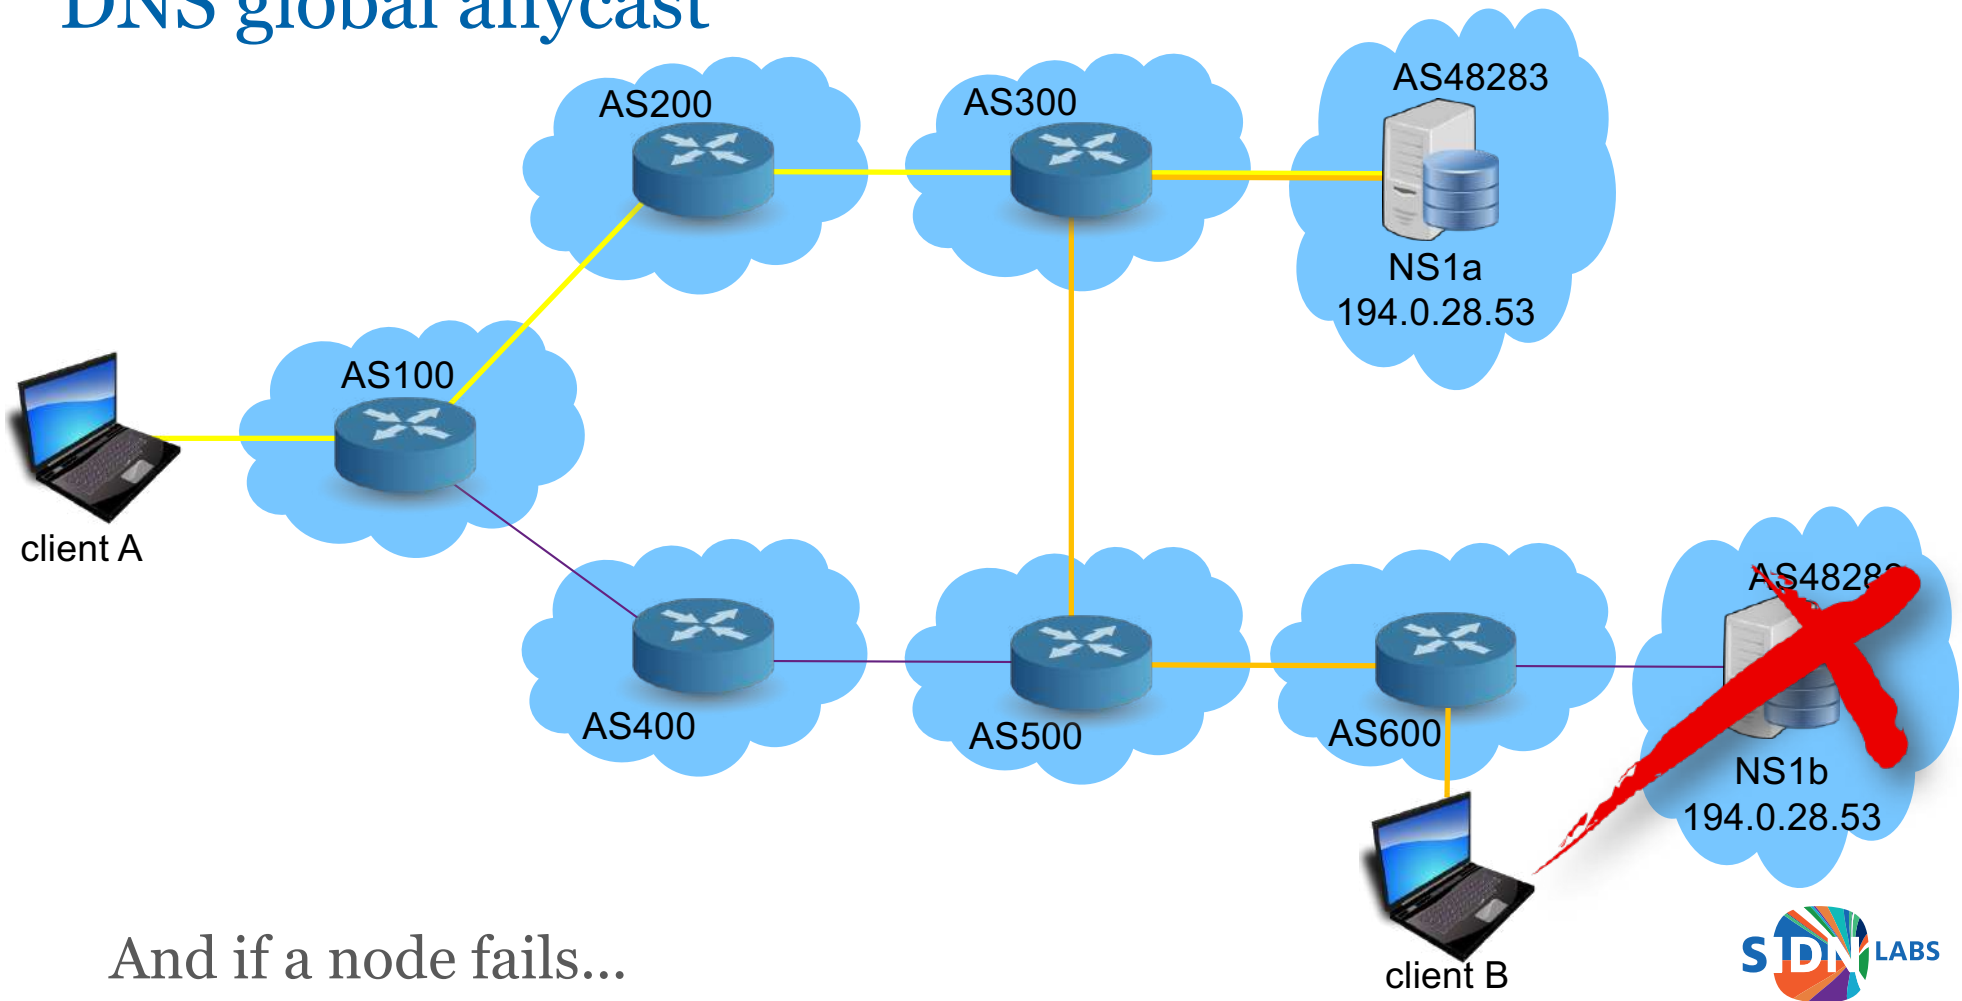 DNS global anycast
AS200
AS300
AS48283
NS1a
194.0.28.53
AS100
client A
AS400
AS500
AS600
AS4828
NS1b
194.0.28.53
client B
And if a node fails...
SIDN LABS